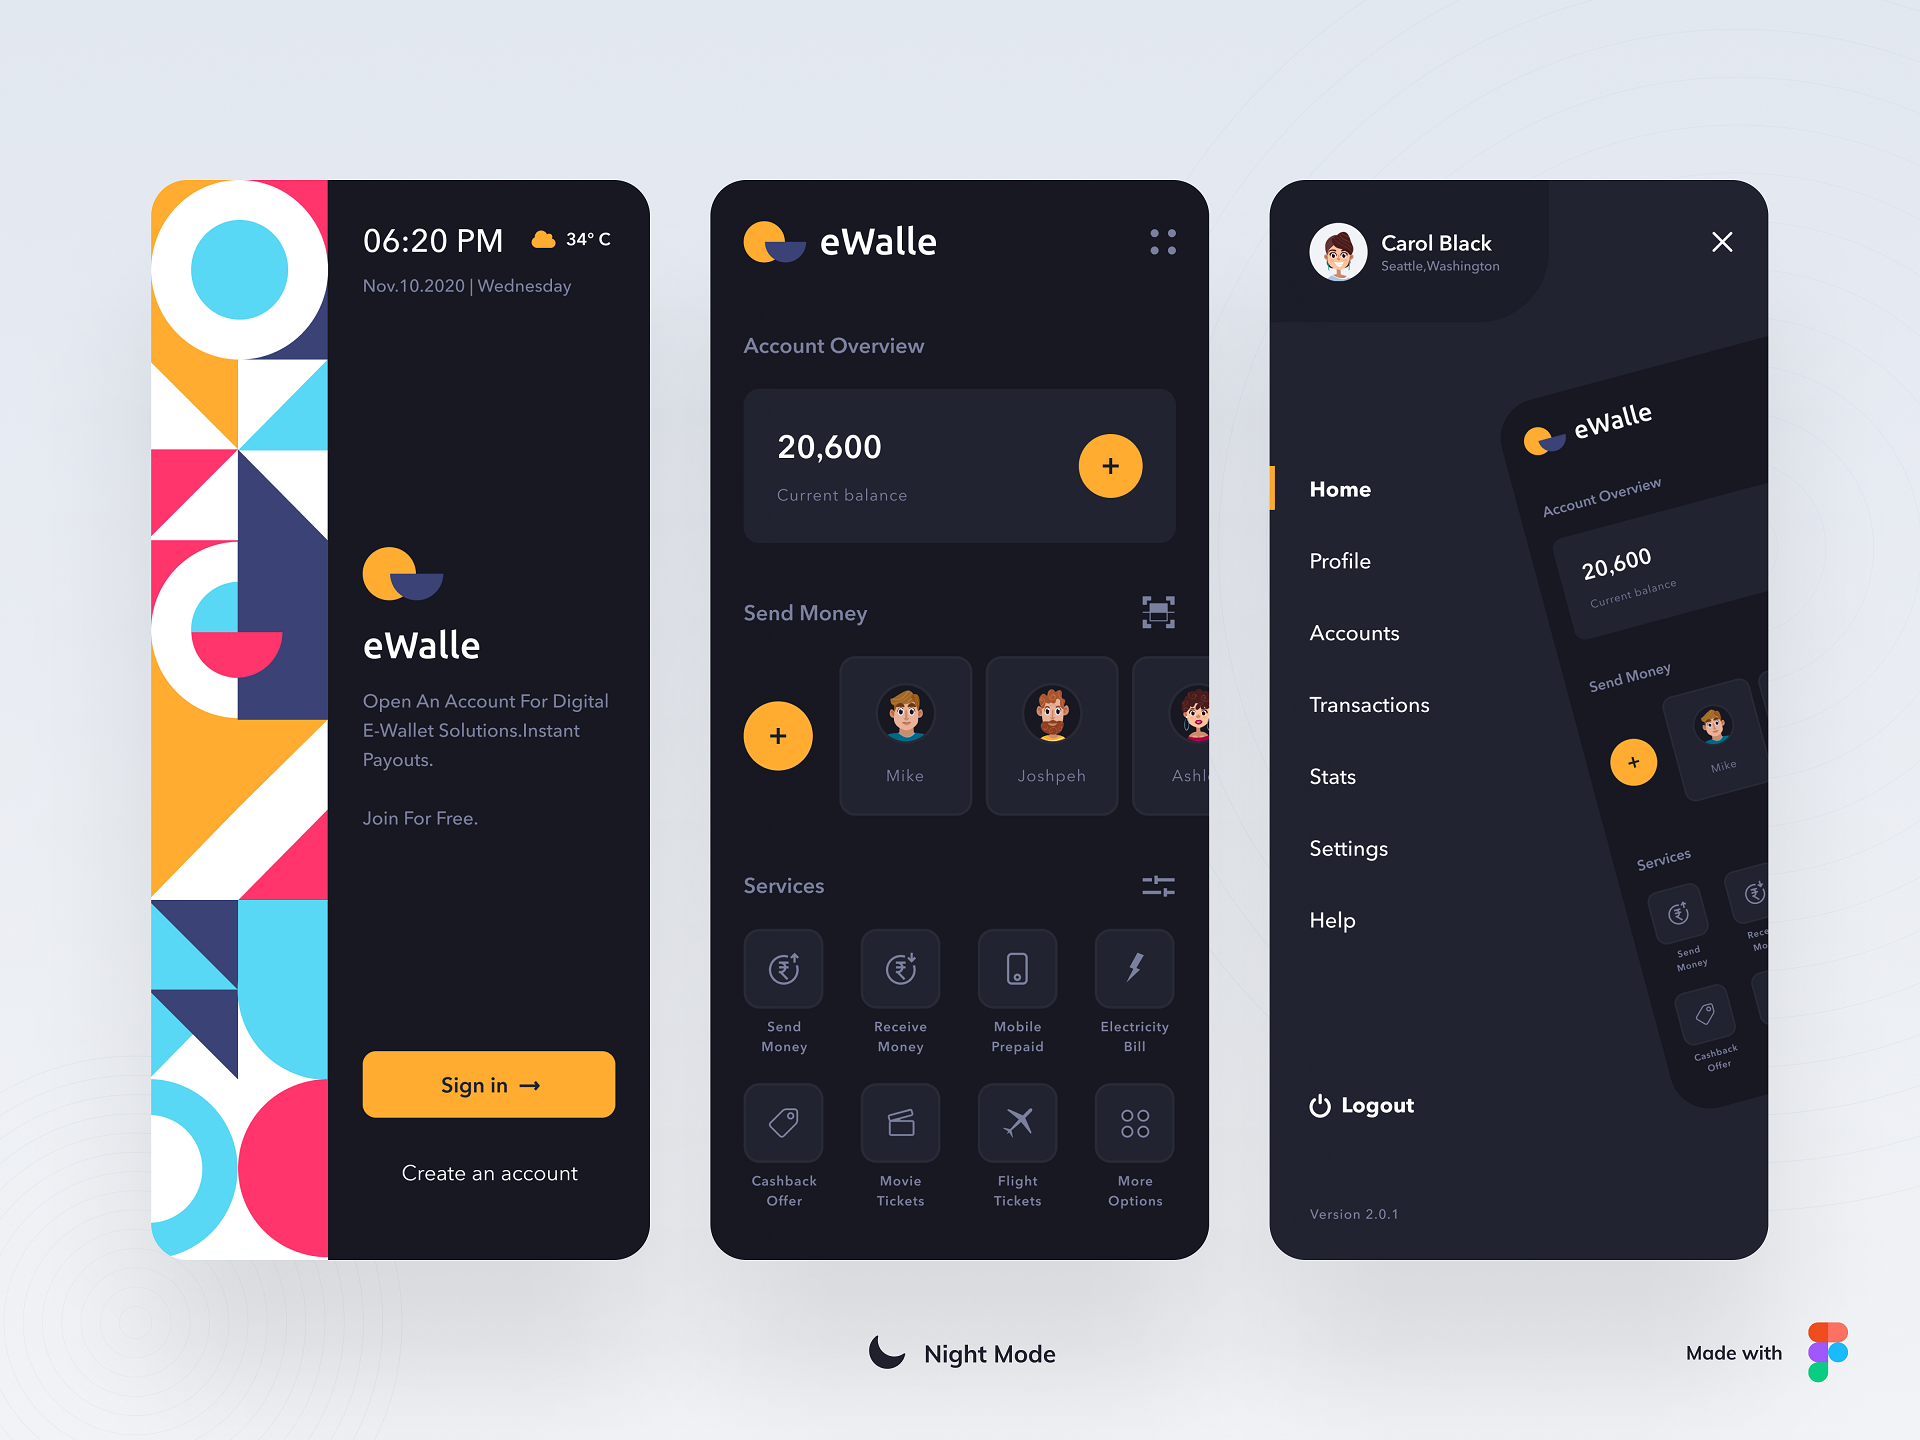 06:20 PM
34° C
Nov.10.2020 | Wednesday
eWalle
Open An Account For Digital
E-Wallet Solutions.Instant
Payouts.
Join For Free.
Sign in →
Create an account
eWalle
Account Overview
20,600
Current balance
+
Send Money
+
Mike
Joshpeh
Ashl
Services
Send
Money
Receive
Money
Mobile
Prepaid
Electricity
Bill
Cashback
Offer
Movie
Tickets
Flight
Tickets
More
Options
Carol Black
Seattle,Washington
Home
Profile
Accounts
Transactions
Stats
Settings
Help
Logout
Version 2.0.1
eWalle
Account Overview
20,600
Current balance
Send Money
+
Mike
Services
Send
Money
Rece
Mo
Cashback
Offer
Night Mode
Made with